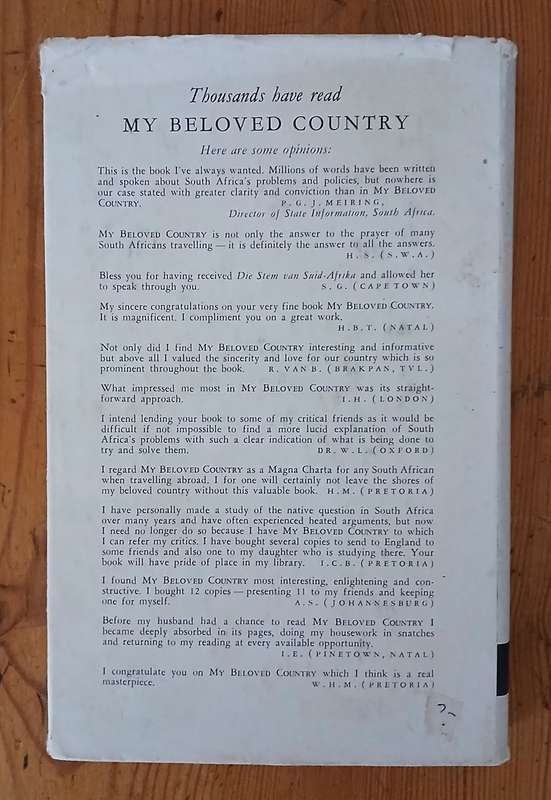 Thousands have read
MY BELOVED COUNTRY
Here are some opinions:
This is the book I've always wanted. Millions of words have been written
and spoken about South Africa's problems and policies, but nowhere is
our case stated with greater clarity and conviction than in MY BELOVED
COUNTRY. P. G. J. MEIRING,
Director of State Information, South Africa.
MY BELOVED COUNTRY is not only the answer to the prayer of many
South Africans travelling — it is definitely the answer to all the answers.
H. S. (S.W.A.)
Bless you for having received Die Stem van Suid-Afrika and allowed her
to speak through you. S. G. (CAPE TOWN)
My sincere congratulations on your very fine book MY BELOVED COUNTRY.
It is magnificent. I compliment you on a great work.
H.B.T. (NATAL)
Not only did I find MY BELOVED COUNTRY interesting and informative
but above all I valued the sincerity and love for our country which is so
prominent throughout the book. R. VAN B. (BRAKPAN, TVL.)
What impressed me most in MY BELOVED COUNTRY was its straight-
forward approach. I.H. (LONDON)
I intend lending your book to some of my critical friends as it would be
difficult if not impossible to find a more lucid explanation of South
Africa's problems with such a clear indication of what is being done to
try and solve them. DR. W.L. (OXFORD)
I regard MY BELOVED COUNTRY as a Magna Charta for any South African
when travelling abroad. I for one will certainly not leave the shores of
my beloved country without this valuable book. H.M. (PRETORIA)
I have personally made a study of the native question in South Africa
over many years and have often experienced heated arguments, but now
I need no longer do so because I have MY BELOVED COUNTRY to which
I can refer my critics. I have bought several copies to send to England to
some friends and also one to my daughter who is studying there. Your
book will have pride of place in my library. I.C.B. (PRETORIA)
I found MY BELOVED COUNTRY most interesting, enlightening and con-
structive. I bought 12 copies — presenting 11 to my friends and keeping
one for myself. A.S. (JOHANNESBURG)
Before my husband had a chance to read MY BELOVED COUNTRY I
became deeply absorbed in its pages, doing my housework in snatches
and returning to my reading at every available opportunity.
I.E. (PINETOWN, NATAL)
I congratulate you on MY BELOVED COUNTRY which I think is a real
masterpiece. W.H.M. (PRETORIA)
?-